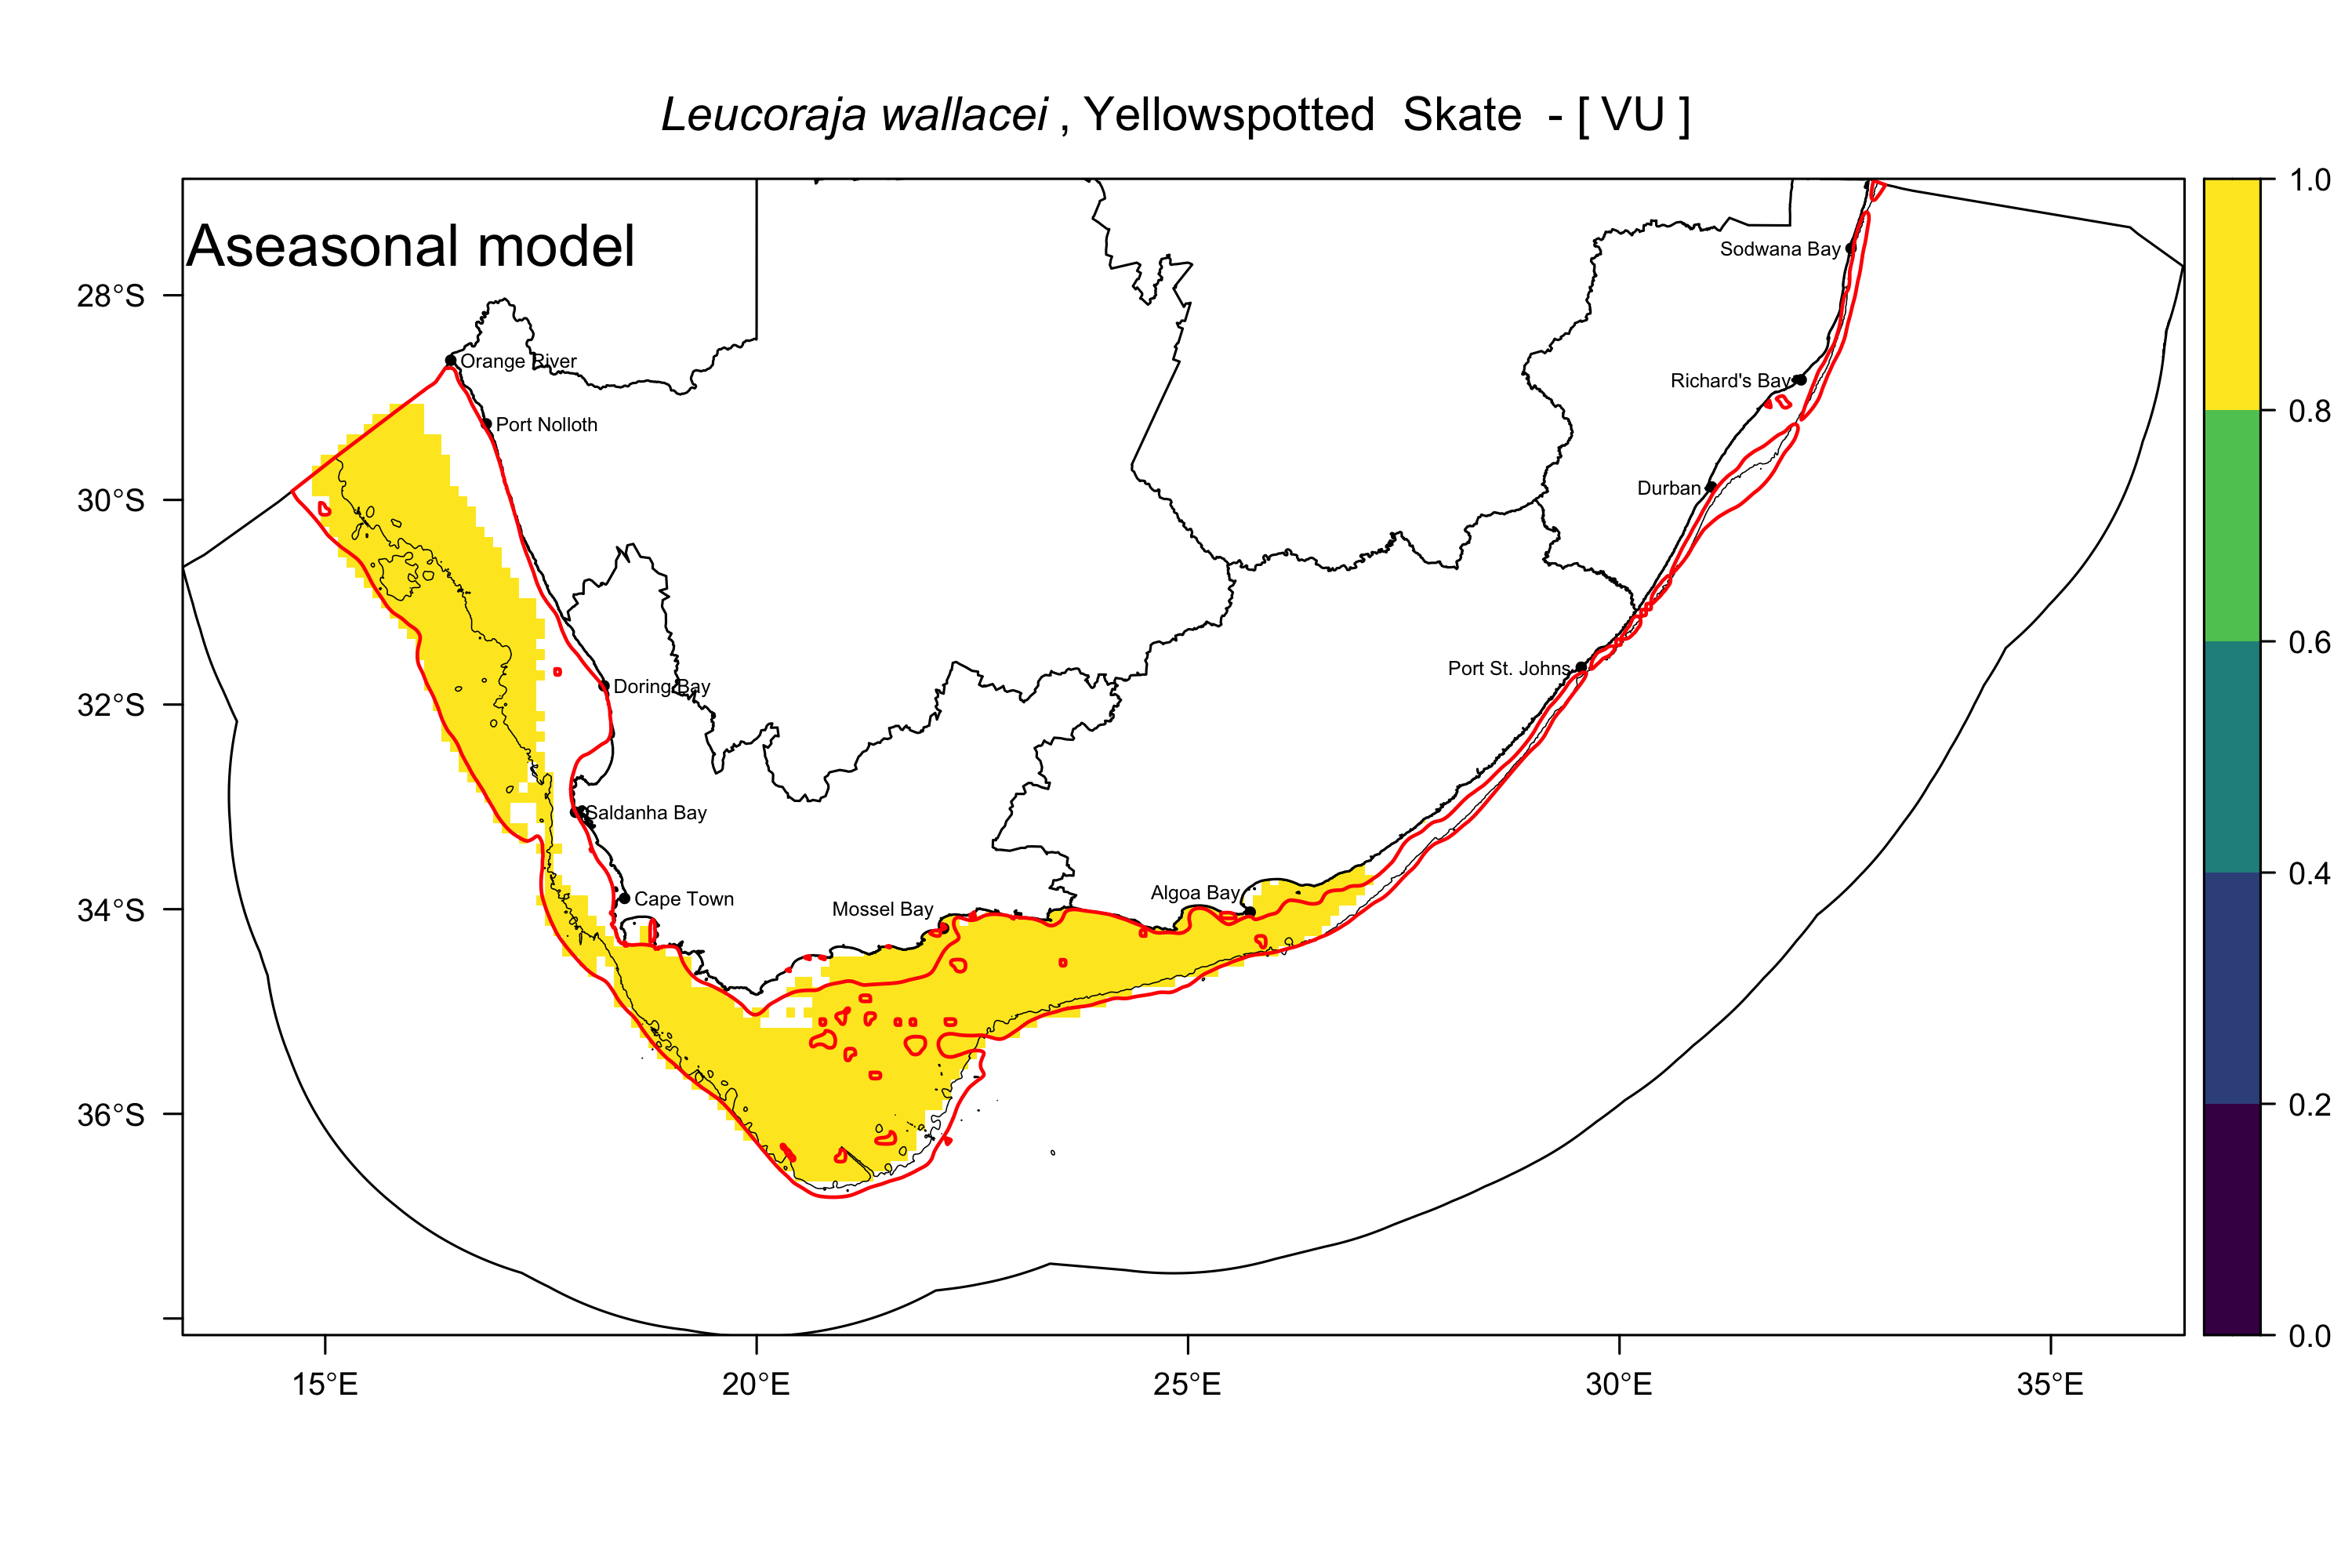 Leucoraja wallacei , Yellowspotted Skate - [ VU ]
Aseasonal model
1.0
0.8
0.6
0.4
0.2
0.0
28°S
30°S
32°S
34°S
36°S
15°E
20°E
25°E
30°E
35°E
Sodwana Bay
Orange River
Richard's Bay
Port Nolloth
Durban
Port St. Johns
Doring Bay
Saldanha Bay
Cape Town
Algoa Bay
Mossel Bay